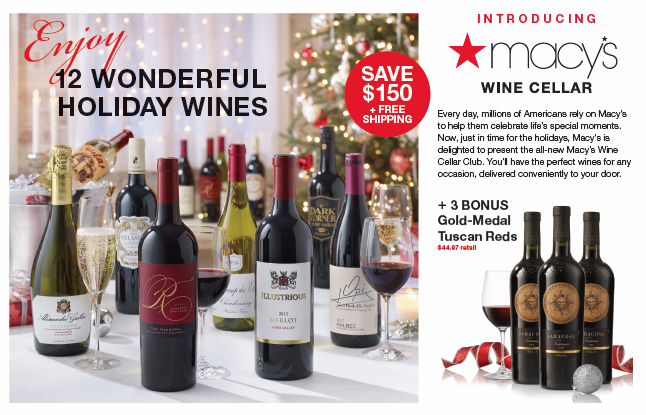 Enjoy
12 WONDERFUL
HOLIDAY WINES
SAVE
$150
+ FREE
SHIPPING
INTRODUCING
macy's
WINE CELLAR
Every day, millions of Americans rely on Macy's
to help them celebrate life's special moments.
Now, just in time for the holidays, Macy's is
delighted to present the all-new Macy's Wine
Cellar Club. You'll have the perfect wines for any
occasion, delivered conveniently to your door.
+ 3 BONUS
Gold-Medal
Tuscan Reds
$44.97 retail
DARK
CORNER
R
ILLUSTRIOUS
2015
MERLOT
NAPA VALLEY
Chardonnay
MALBEC
SARACOSA